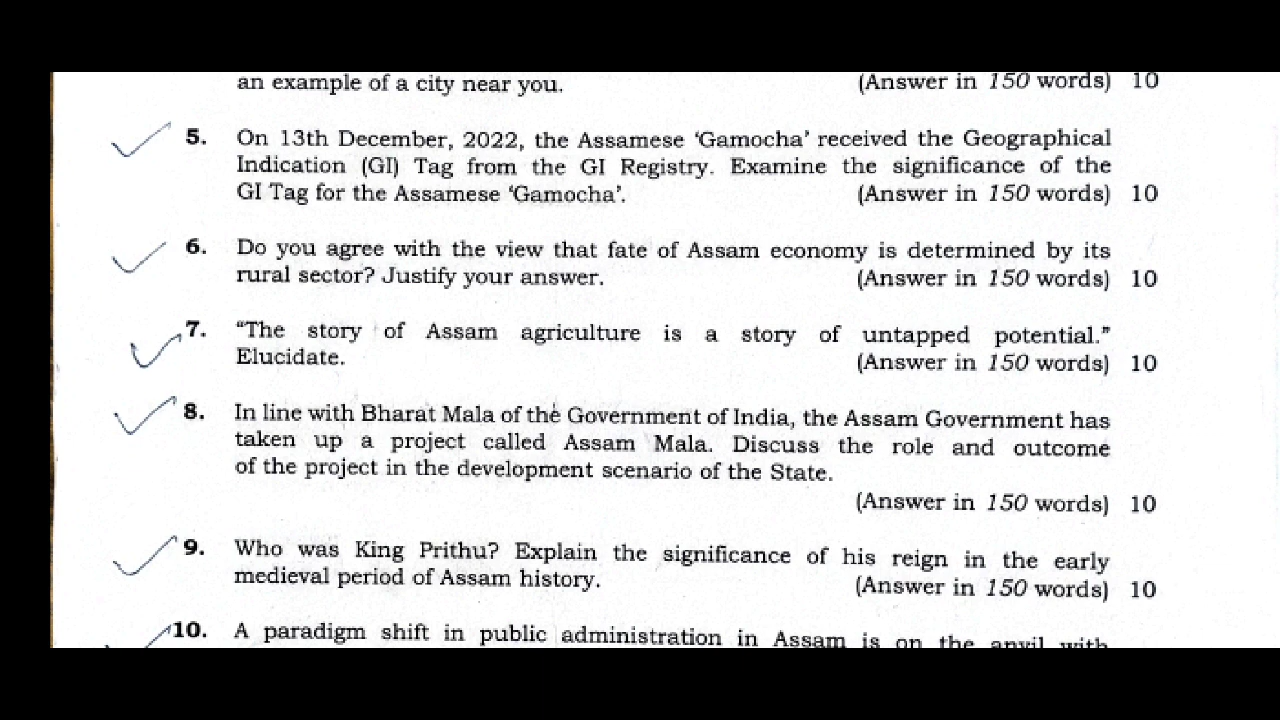 an example of a city near you. (Answer in 150 words) 10
5. On 13th December, 2022, the Assamese ‘Gamocha’ received the Geographical
Indication (GI) Tag from the GI Registry. Examine the significance of the
GI Tag for the Assamese ‘Gamocha’. (Answer in 150 words) 10
6. Do you agree with the view that fate of Assam economy is determined by its
rural sector? Justify your answer. (Answer in 150 words) 10
7. “The story of Assam agriculture is a story of untapped potential.”
Elucidate. (Answer in 150 words) 10
8. In line with Bharat Mala of the Government of India, the Assam Government has
taken up a project called Assam Mala. Discuss the role and outcome
of the project in the development scenario of the State.
(Answer in 150 words) 10
9. Who was King Prithu? Explain the significance of his reign in the early
medieval period of Assam history. (Answer in 150 words) 10
10. A paradigm shift in public administration in Assam is on the anvil with